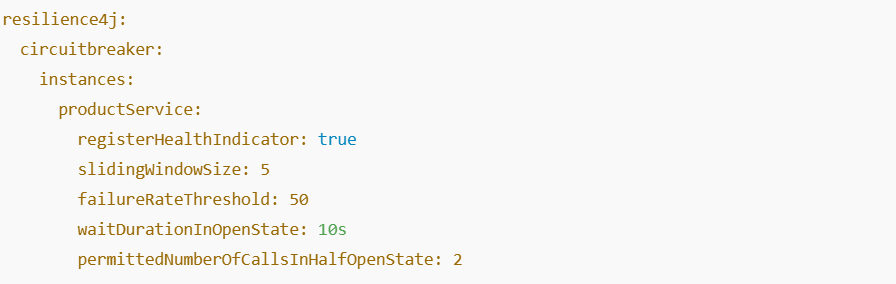 resilience4j:
  circuitbreaker:
    instances:
      productService:
        registerHealthIndicator: true
        slidingWindowSize: 5
        failureRateThreshold: 50
        waitDurationInOpenState: 10s
        permittedNumberOfCallsInHalfOpenState: 2